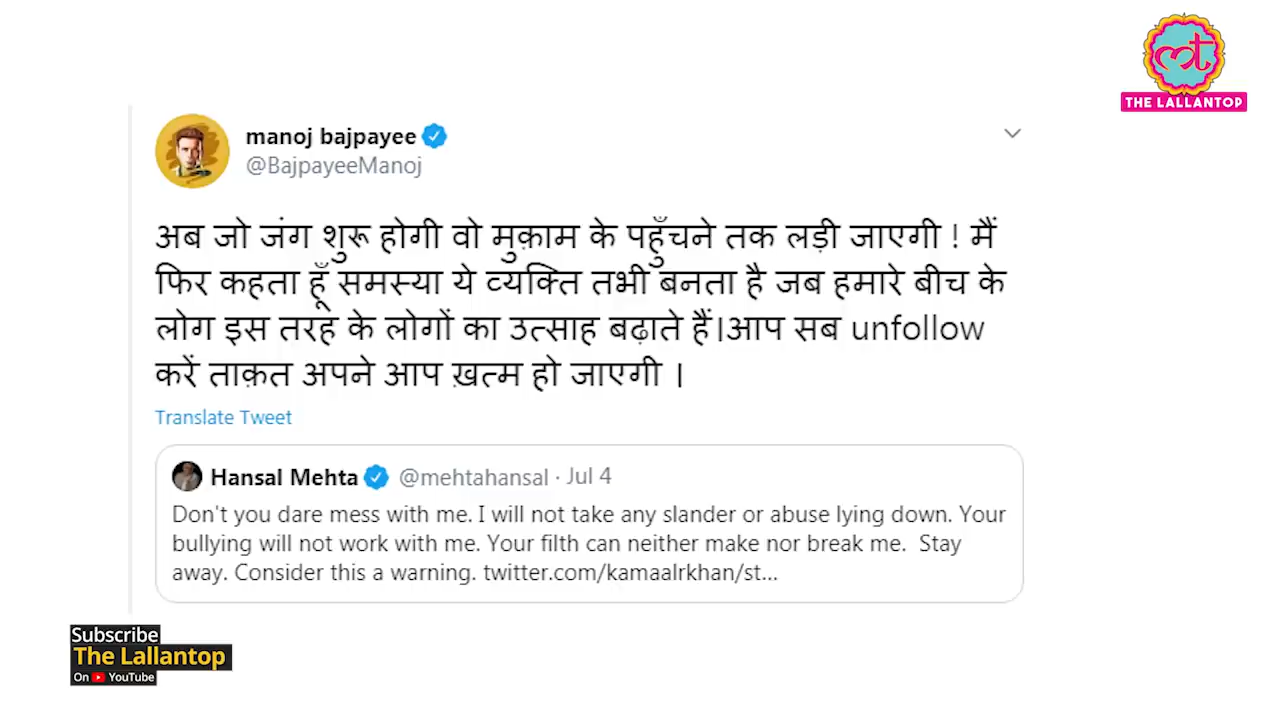 THE LALLANTOP
manoj bajpayee
@BajpayeeManoj
अब जो जंग शुरू होगी वो मुक़ाम के पहुँचने तक लड़ी जाएगी ! मैं
फिर कहता हूँ समस्या ये व्यक्ति तभी बनता है जब हमारे बीच के
लोग इस तरह के लोगों का उत्साह बढ़ाते हैं।आप सब unfollow
करें ताक़त अपने आप ख़त्म हो जाएगी ।
Translate Tweet
Hansal Mehta @mehtahansal · Jul 4
Don't you dare mess with me. I will not take any slander or abuse lying down. Your
bullying will not work with me. Your filth can neither make nor break me. Stay
away. Consider this a warning. twitter.com/kamaalrkhan/st...
Subscribe
The Lallantop
On YouTube